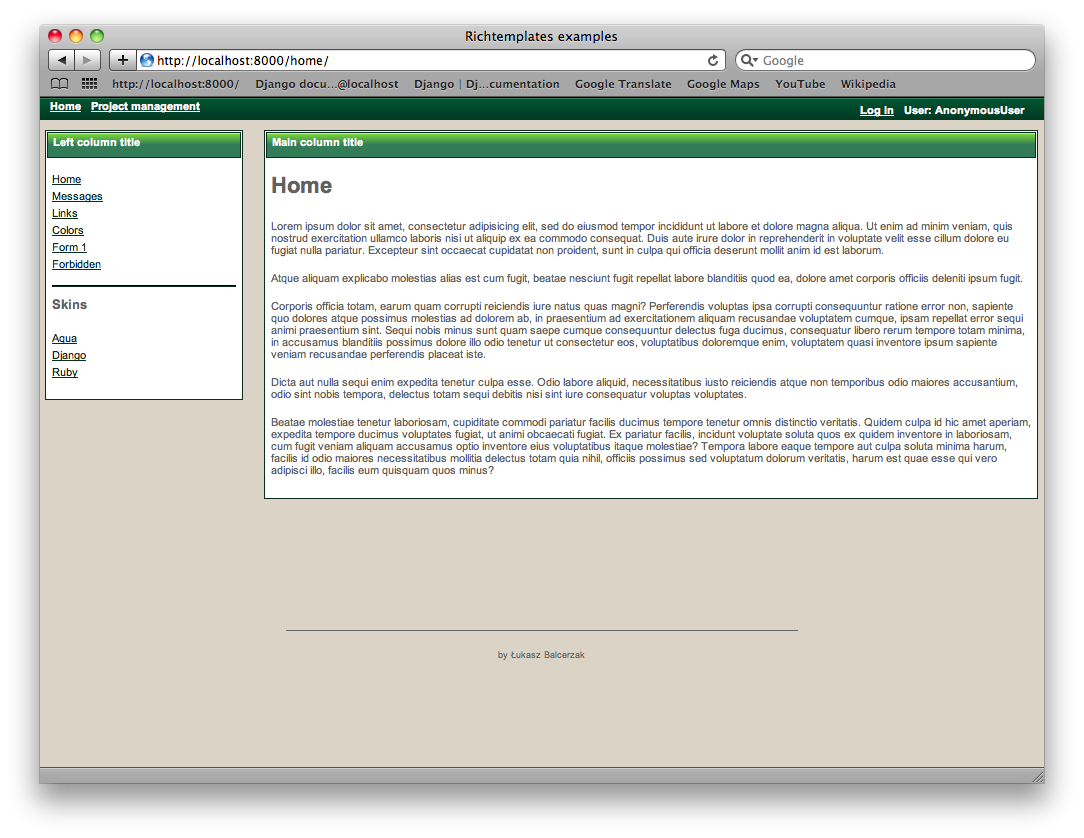 Richtemplates examples
http://localhost:8000/home/
Google
http://localhost:8000/ Django docu...@localhost Django | Dj...cumentation Google Translate Google Maps YouTube Wikipedia
Home Project management
Log In User: AnonymousUser
Left column title
Home
Messages
Links
Colors
Form 1
Forbidden
Skins
Aqua
Django
Ruby
Main column title
Home
Lorem ipsum dolor sit amet, consectetur adipisicing elit, sed do eiusmod tempor incididunt ut labore et dolore magna aliqua. Ut enim ad minim veniam, quis
nostrud exercitation ullamco laboris nisi ut aliquip ex ea commodo consequat. Duis aute irure dolor in reprehenderit in voluptate velit esse cillum dolore eu
fugiat nulla pariatur. Excepteur sint occaecat cupidatat non proident, sunt in culpa qui officia deserunt mollit anim id est laborum.
Atque aliquam explicabo molestias alias est cum fugit, beatae nesciunt fugit repellat labore blanditiis quod ea, dolore amet corporis officiis deleniti ipsum fugit.
Corporis officia totam, earum quam corrupti reiciendis iure natus quas magni? Perferendis voluptas ipsa corrupti consequuntur ratione error non, sapiente
quo dolores atque possimus molestias ad dolorem ab, in praesentium ad exercitationem aliquam recusandae voluptatem cumque, ipsam repellat error sequi
animi praesentium sint. Sequi nobis minus sunt quam saepe cumque consequuntur delectus fuga ducimus, consequatur libero rerum tempore totam minima,
in accusamus blanditiis possimus dolore illo odio tenetur ut consectetur eos, voluptatibus doloremque enim, voluptatem quasi inventore ipsum sapiente
veniam recusandae perferendis placeat iste.
Dicta aut nulla sequi enim expedita tenetur culpa esse. Odio labore aliquid, necessitatibus iusto reiciendis atque non temporibus odio maiores accusantium,
odio sint nobis tempora, delectus totam sequi debitis nisi sint iure consequatur voluptas voluptates.
Beatae molestiae tenetur laboriosam, cupiditate commodi pariatur facilis ducimus tempore tenetur omnis distinctio veritatis. Quidem culpa id hic amet aperiam,
expedita tempore ducimus voluptates fugiat, ut animi obcaecati fugiat. Ex pariatur facilis, incidunt voluptate soluta quos ex quidem inventore in laboriosam,
cum fugit veniam aliquam accusamus optio inventore eius voluptatibus itaque molestiae? Tempora labore eaque tempore aut culpa soluta minima harum,
facilis id odio maiores necessitatibus mollitia delectus totam quia nihil, officiis possimus sed voluptatum dolorum veritatis, harum est quae esse qui vero
adipisci illo, facilis eum quisquam quos minus?
by Łukasz Balcerzak